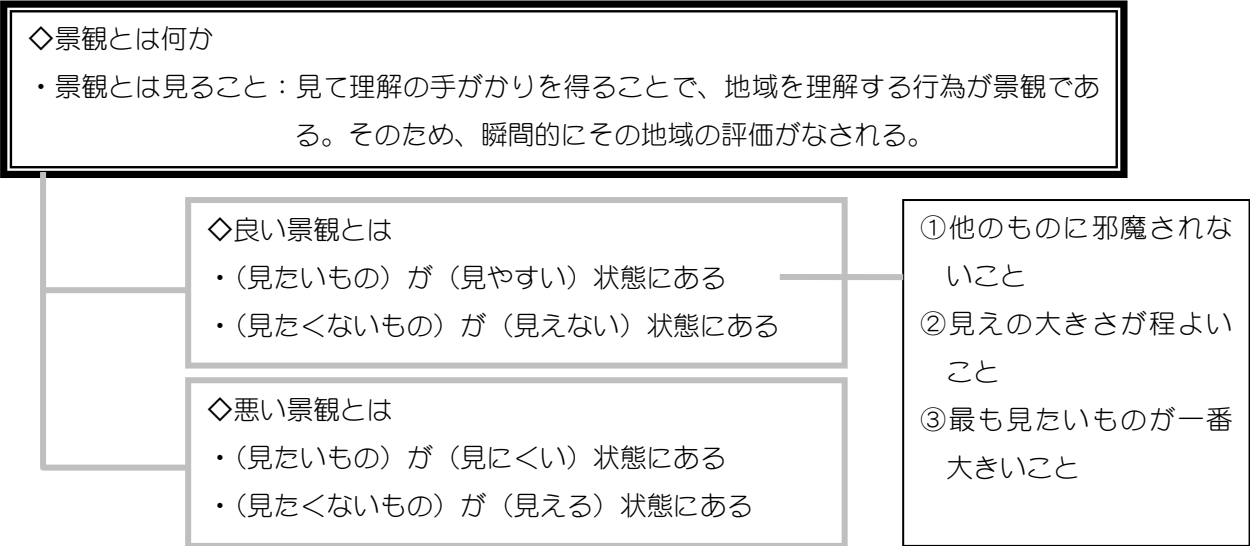 ◇景観とは何か
・景観とは見ること:見て理解の手がかりを得ることで、地域を理解する行為が景観であ
る。そのため、瞬間的にその地域の評価がなされる。
◇良い景観とは
・(見たいもの)が(見やすい)状態にある
・(見たくないもの)が(見えない)状態にある
①他のものに邪魔されな
いこと
②見えの大きさが程よい
こと
③最も見たいものが一番
大きいこと
◇悪い景観とは
・(見たいもの)が(見にくい)状態にある
・(見たくないもの)が(見える)状態にある